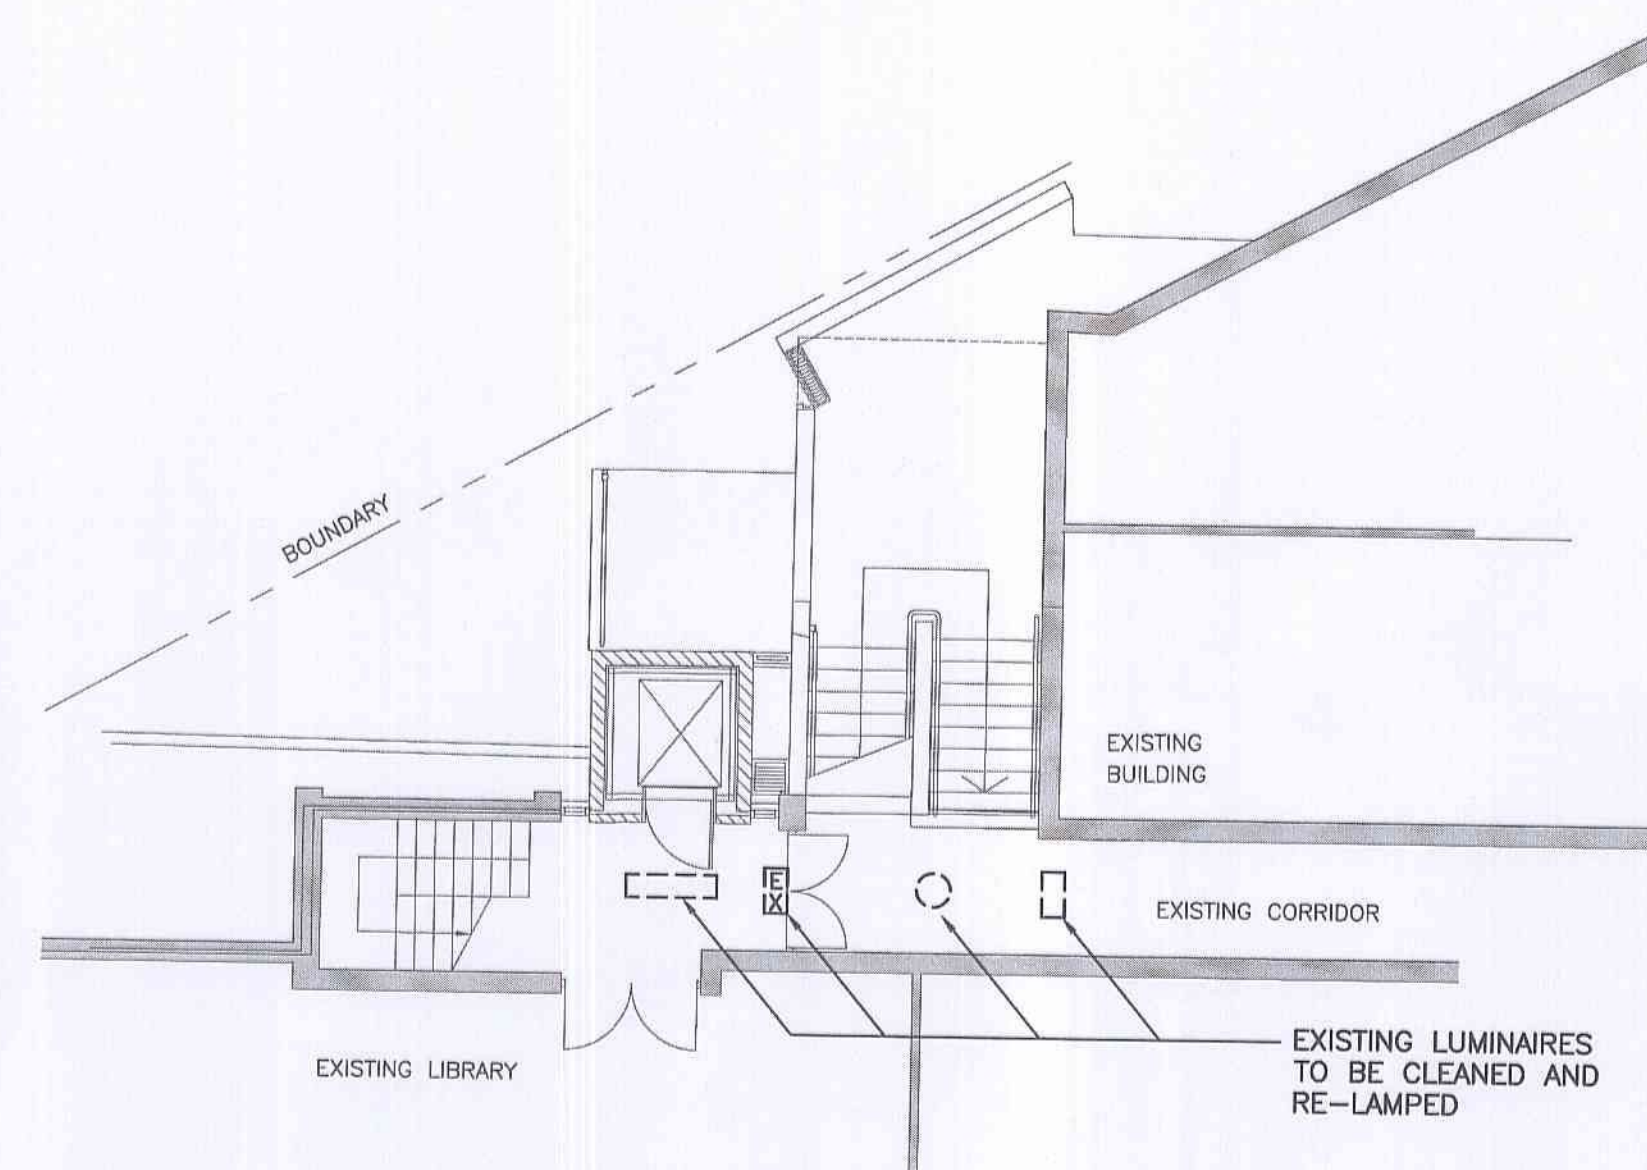 BOUNDARY
EXISTING
BUILDING
E
X
EXISTING CORRIDOR
EXISTING LIBRARY
EXISTING LUMINAIRES
TO BE CLEANED AND
RE-LAMPED